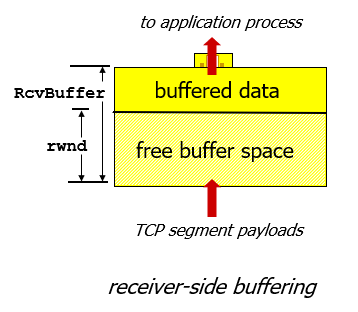 to application process
RcvBuffer
buffered data
rwnd
free buffer space
TCP segment payloads
receiver-side buffering